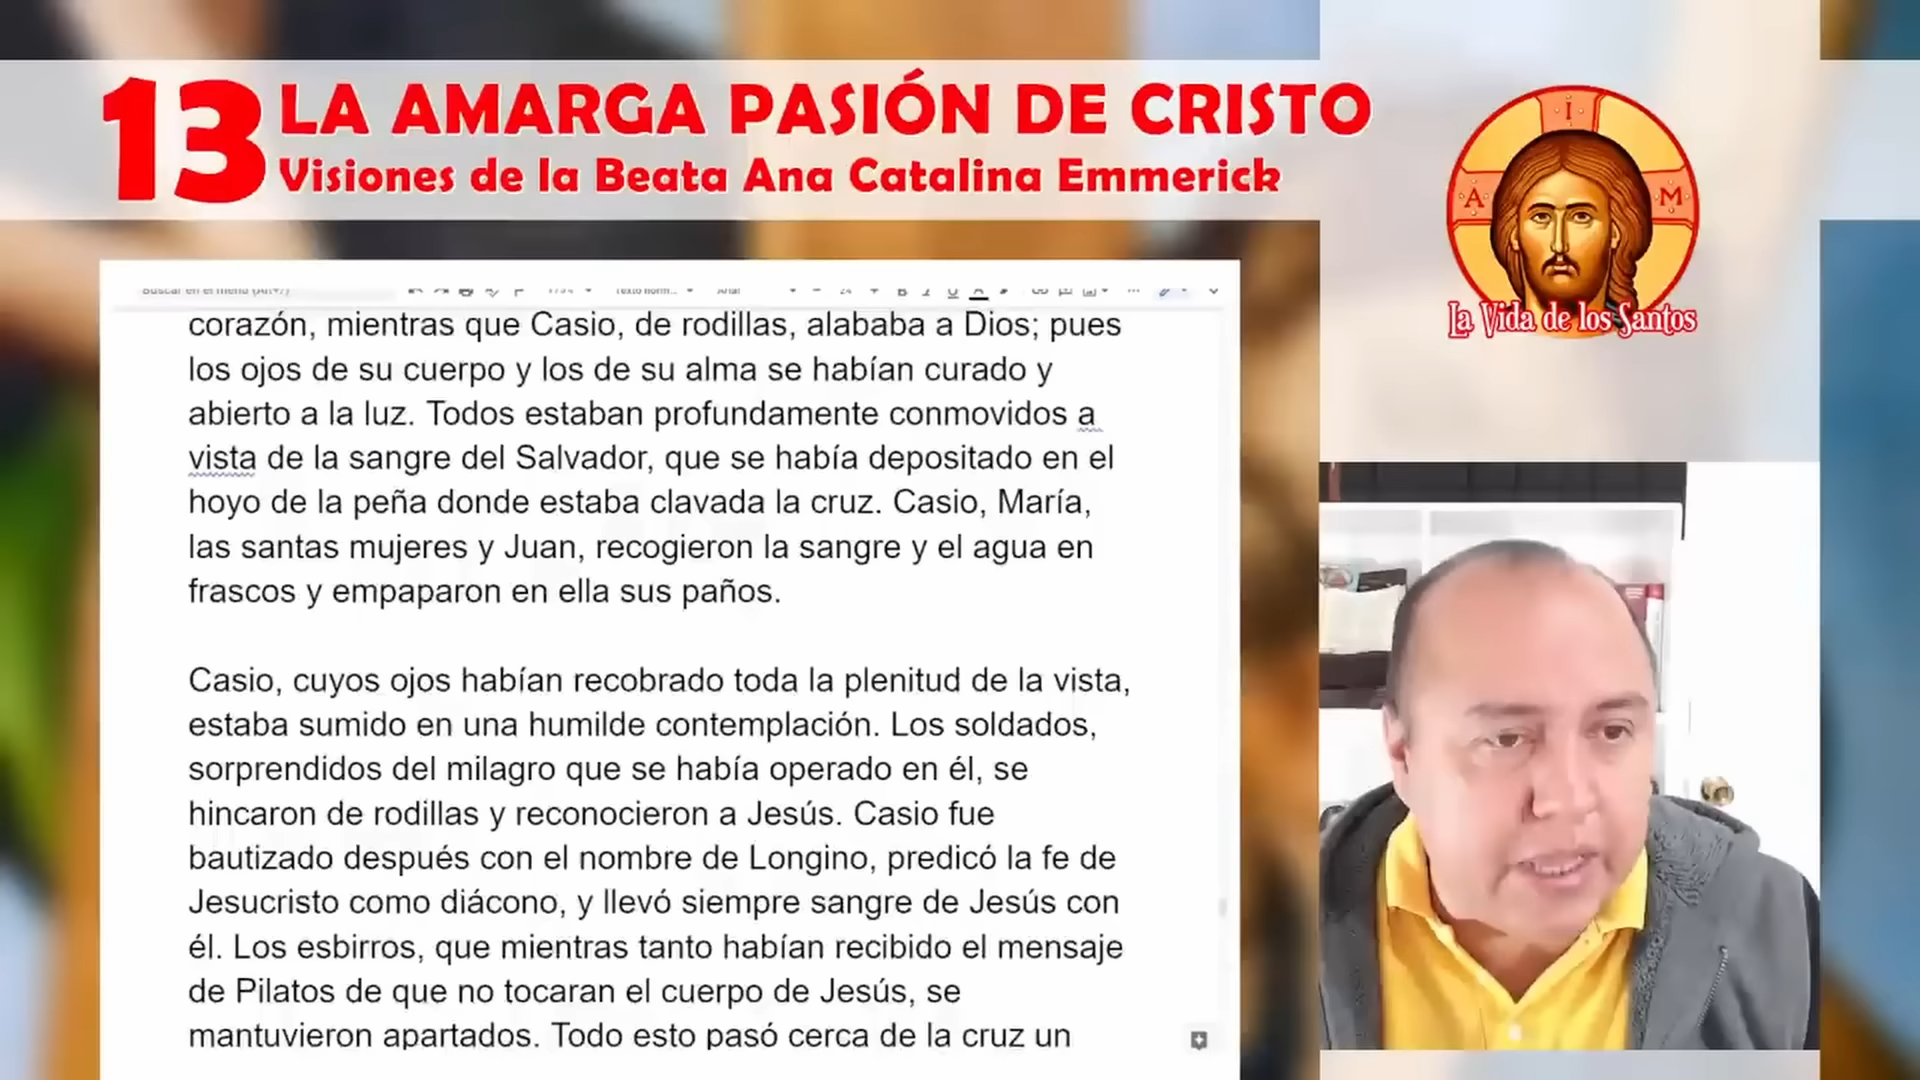 13
LA AMARGA PASIÓN DE CRISTO
Visiones de la Beata Ana Catalina Emmerick
I
A
M
La Vida de los Santos
corazón, mientras que Casio, de rodillas, alababa a Dios; pues
los ojos de su cuerpo y los de su alma se habían curado y
abierto a la luz. Todos estaban profundamente conmovidos a
vista de la sangre del Salvador, que se había depositado en el
hoyo de la peña donde estaba clavada la cruz. Casio, María,
las santas mujeres y Juan, recogieron la sangre y el agua en
frascos y empaparon en ella sus paños.
Casio, cuyos ojos habían recobrado toda la plenitud de la vista,
estaba sumido en una humilde contemplación. Los soldados,
sorprendidos del milagro que se había operado en él, se
hincaron de rodillas y reconocieron a Jesús. Casio fue
bautizado después con el nombre de Longino, predicó la fe de
Jesucristo como diácono, y llevó siempre sangre de Jesús con
él. Los esbirros, que mientras tanto habían recibido el mensaje
de Pilatos de que no tocaran el cuerpo de Jesús, se
mantuvieron apartados. Todo esto pasó cerca de la cruz un